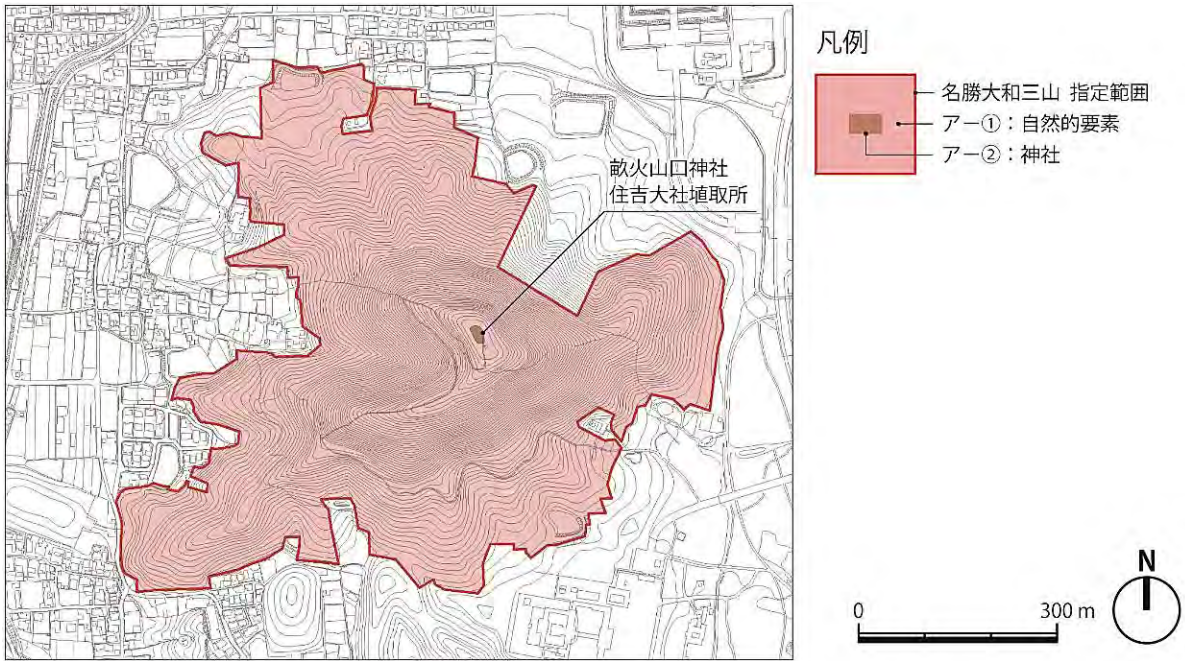 凡例
名勝大和三山 指定範囲
アー①：自然的要素
アー②：神社
畝火山口神社
住吉大社埴取所
N
0 300 m